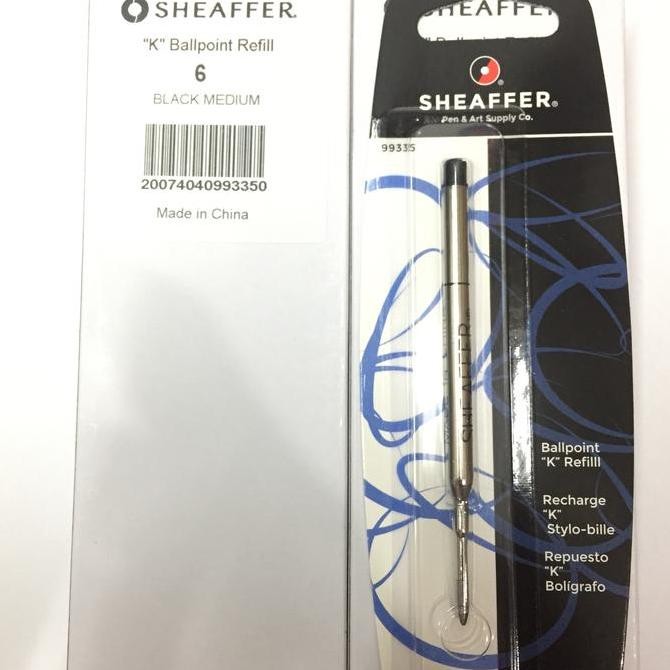 SHEAFFER®
"K" Ballpoint Refill
6
BLACK MEDIUM
20074040993350
Made in China
SHEAFFER
SHEAFFER®
Pen & Art Supply Co.
99335
SHEAFFER
Ballpoint
"K" Refilll
Recharge
"K"
Stylo-bille
Repuesto
"K"
Bolígrafo